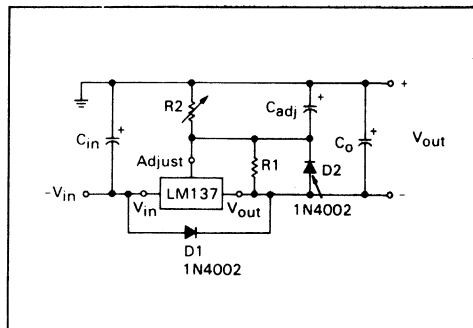 +
R2
+
+
Cadj
Cin
Co
Vout
Adjust
R1
D2
-Vin
Vin
LM137
Vout
-
1N4002
D1
1N4002